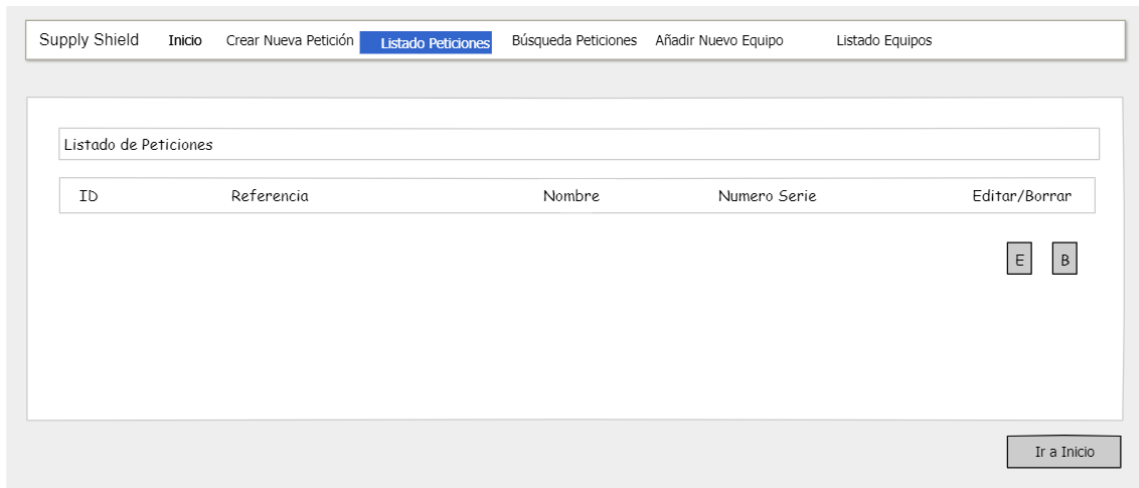 Supply Shield Inicio Crear Nueva Petición Listado Peticiones Búsqueda Peticiones Añadir Nuevo Equipo Listado Equipos
Listado de Peticiones
ID Referencia Nombre Numero Serie Editar/Borrar
E B
Ir a Inicio